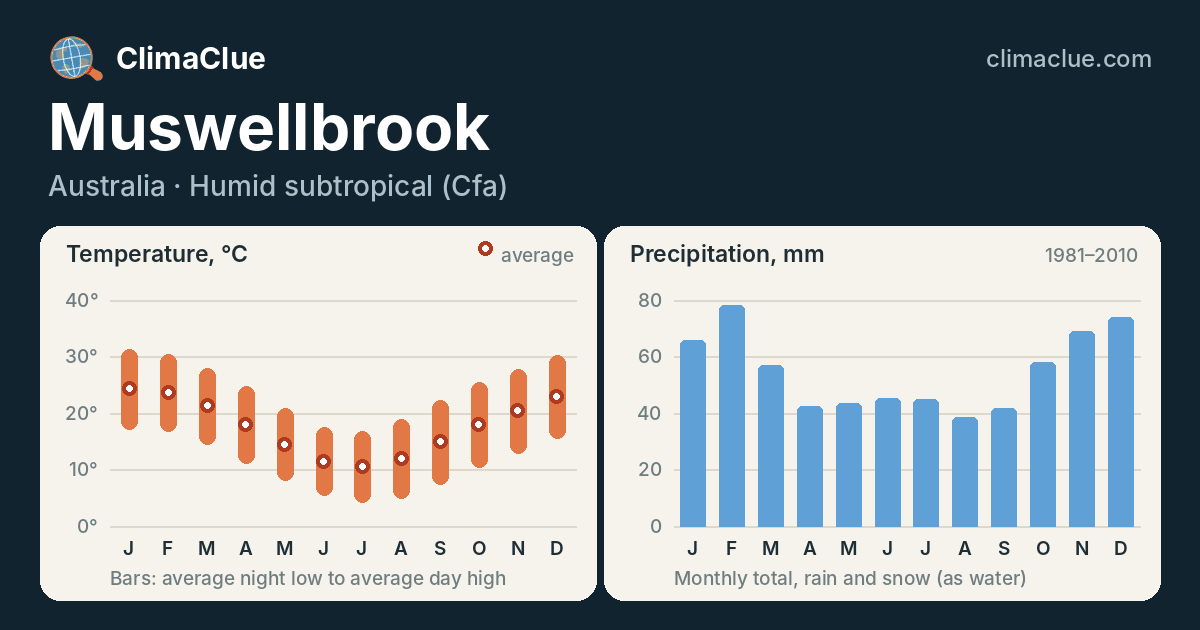 ClimaClue
climaclue.com
Muswellbrook
Australia · Humid subtropical (Cfa)
Temperature, °C
average
40°
30°
20°
10°
0°
J F M A M J J A S O N D
Bars: average night low to average day high
Precipitation, mm
1981–2010
80
60
40
20
0
J F M A M J J A S O N D
Monthly total, rain and snow (as water)